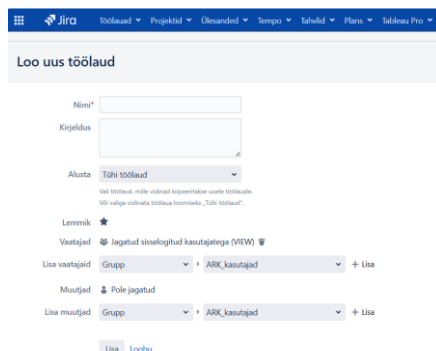 Jira Töölauad Projektid Ülesanded Tempo Tahvlid Plans Tableau Pro
Loo uus töölaud
Nimi*
Kirjeldus
Alusta Tühi töölaud
Vali töölaud, mille vidinad kopeeritakse uuele töölauale.
Või valige vidinata töölaua loomiseks „Tühi töölaud".
Lemmik
Vaatajad Jagatud sisselogitud kasutajatega (VIEW)
Lisa vaatajaid Grupp ARK_kasutajad + Lisa
Muutjad Pole jagatud
Lisa muutjad Grupp ARK_kasutajad + Lisa
Lisa Loobu